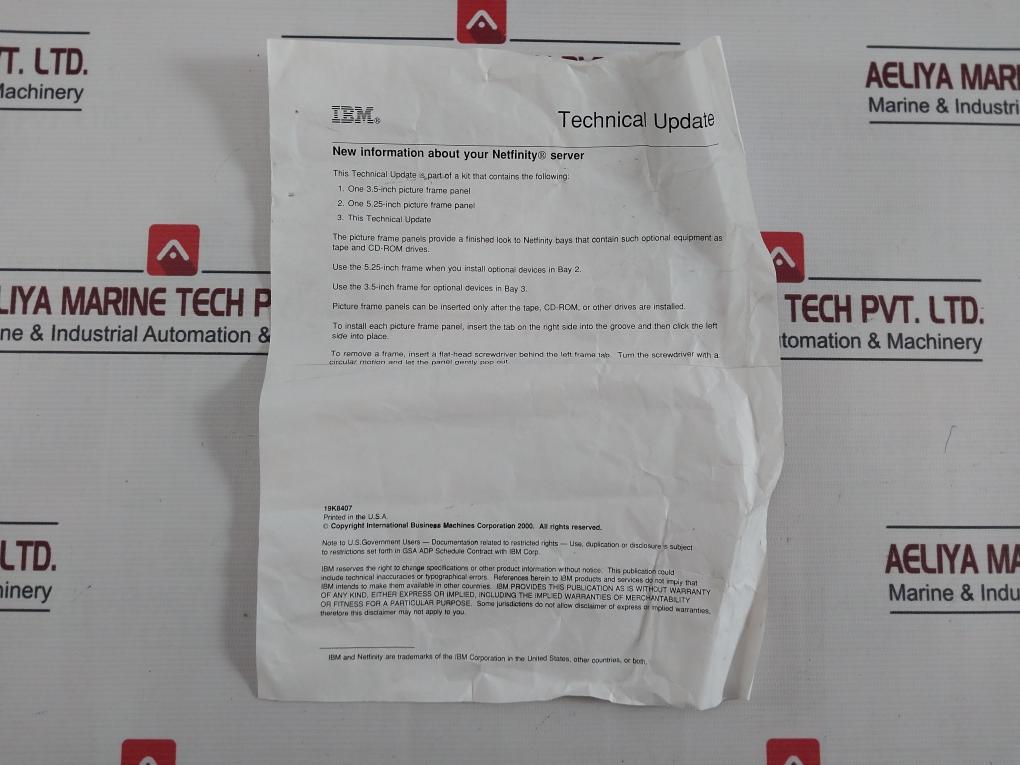 VT. LTD.
Machinery
AELIYA MARI
Marine & Industri
IBM®
Technical Update
New information about your Netfinity® server
This Technical Update is part of a kit that contains the following:
1. One 3.5-inch picture frame panel
2. One 5.25-inch picture frame panel
3. This Technical Update
The picture frame panels provide a finished look to Netfinity bays that contain such optional equipment as
tape and CD-ROM drives.
Use the 5.25-inch frame when you install optional devices in Bay 2.
Use the 3.5-inch frame for optional devices in Bay 3.
Picture frame panels can be inserted only after the tape, CD-ROM, or other drives are installed.
To install each picture frame panel, insert the tab on the right side into the groove and then click the left
side into place.
To remove a frame, insert a flat-head screwdriver behind the left frame tab. Turn the screwdriver with a
circular motion and let the panel gently pop out.
LIYA MARINE TECH P
ne & Industrial Automation &
TECH PVT. LTD.
tomation & Machinery
19K8407
Printed in the U.S.A.
© Copyright International Business Machines Corporation 2000. All rights reserved.
Note to U.S.Government Users — Documentation related to restricted rights — Use, duplication or disclosure is subject
to restrictions set forth in GSA ADP Schedule Contract with IBM Corp.
IBM reserves the right to change specifications or other product information without notice. This publication could
include technical inaccuracies or typographical errors. References herein to IBM products and services do not imply that
IBM intends to make them available in other countries. IBM PROVIDES THIS PUBLICATION AS IS WITHOUT WARRANTY
OF ANY KIND, EITHER EXPRESS OR IMPLIED, INCLUDING THE IMPLIED WARRANTIES OF MERCHANTABILITY
OR FITNESS FOR A PARTICULAR PURPOSE. Some jurisdictions do not allow disclaimer of express or implied warranties,
therefore this disclaimer may not apply to you.
IBM and Netfinity are trademarks of the IBM Corporation in the United States, other countries, or both.
LTD.
inery
AELIYA MA
Marine & Indu